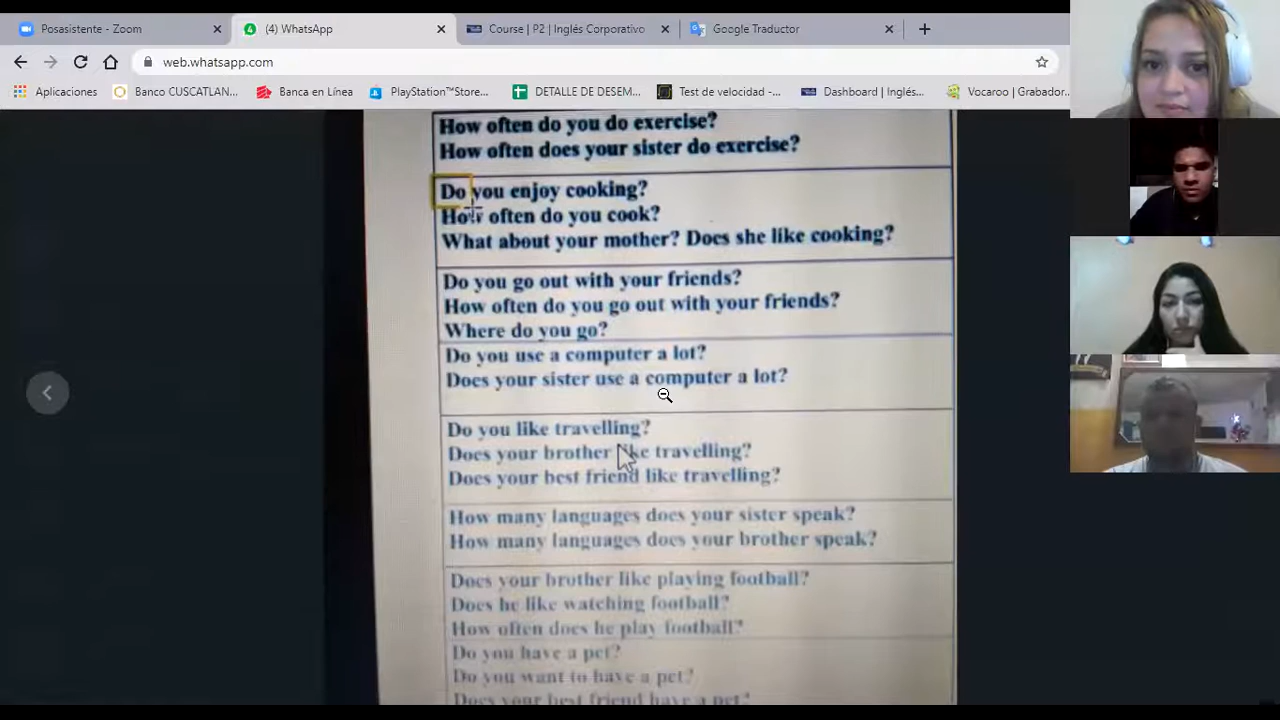 Posasistente - Zoom
(4) WhatsApp
Course | P2 | Inglés Corporativo
Google Traductor
web.whatsapp.com
Aplicaciones
Banco CUSCATLAN...
Banca en Línea
PlayStation™Store...
DETALLE DE DESEM...
Test de velocidad -...
Dashboard | Inglés...
Vocaroo | Grabador...
How often do you do exercise?
How often does your sister do exercise?
Do you enjoy cooking?
How often do you cook?
What about your mother? Does she like cooking?
Do you go out with your friends?
How often do you go out with your friends?
Where do you go?
Do you use a computer a lot?
Does your sister use a computer a lot?
Do you like travelling?
Does your brother like travelling?
Does your best friend like travelling?
How many languages does your sister speak?
How many languages does your brother speak?
Does your brother like playing football?
Does he like watching football?
How often does he play football?
Do you have a pet?
Do you want to have a pet?
Does your best friend have a pet?